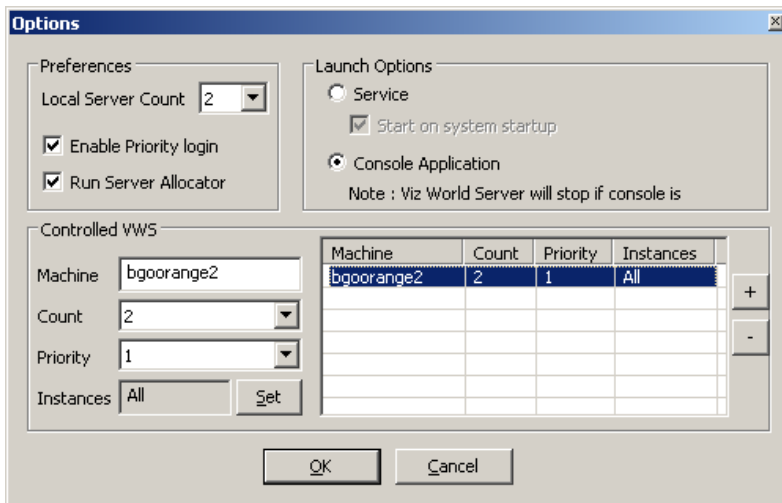 Options
Preferences
Local Server Count 2
Enable Priority login
Run Server Allocator
Launch Options
Service
Start on system startup
Console Application
Note : Viz World Server will stop if console is
Controlled VWS
Machine bgoorange2
Count 2
Priority 1
Instances All Set
Machine Count Priority Instances
bgoorange2 2 1 All
+
-
OK Cancel